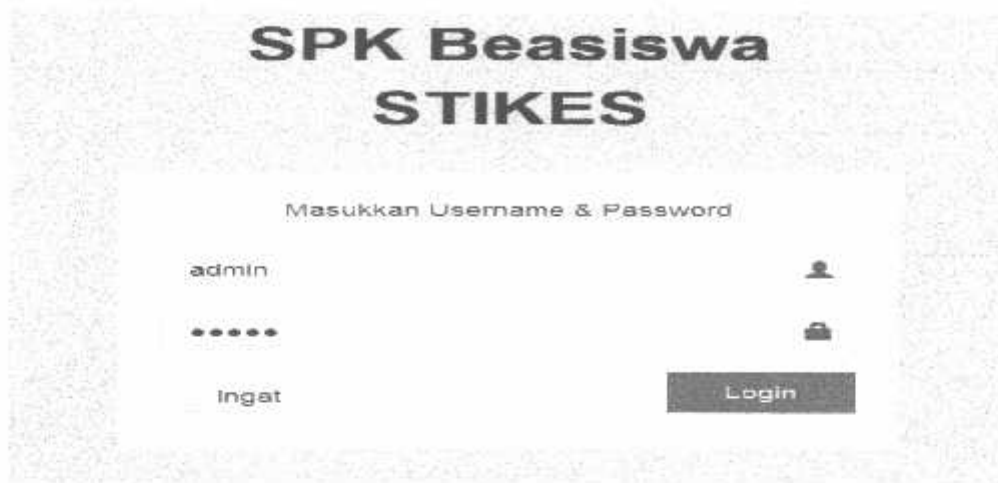 SPK Beasiswa
STIKES
Masukkan Username & Password
admin
•••••
Ingat
Login